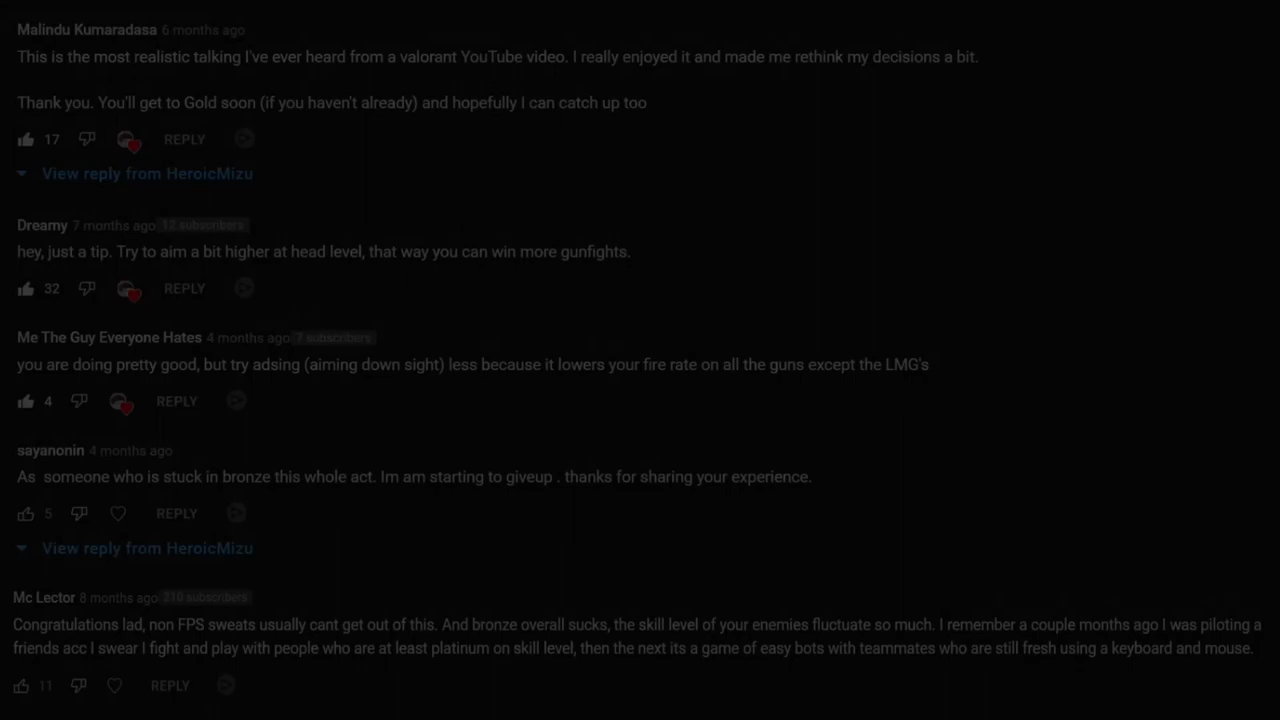 Malindu Kumaradasa 6 months ago
This is the most realistic talking I've ever heard from a valorant YouTube video. I really enjoyed it and made me rethink my decisions a bit.
Thank you. You'll get to Gold soon (if you haven't already) and hopefully I can catch up too
17 REPLY
View reply from HeroicMizu
Dreamy 7 months ago 12 subscribers
hey, just a tip. Try to aim a bit higher at head level, that way you can win more gunfights.
32 REPLY
Me The Guy Everyone Hates 4 months ago 7 subscribers
you are doing pretty good, but try adsing (aiming down sight) less because it lowers your fire rate on all the guns except the LMG's
4 REPLY
sayanonin 4 months ago
As someone who is stuck in bronze this whole act. Im am starting to giveup . thanks for sharing your experience.
5 REPLY
View reply from HeroicMizu
Mc Lector 8 months ago 210 subscribers
Congratulations lad, non FPS sweats usually cant get out of this. And bronze overall sucks, the skill level of your enemies fluctuate so much. I remember a couple months ago I was piloting a
friends acc I swear I fight and play with people who are at least platinum on skill level, then the next its a game of easy bots with teammates who are still fresh using a keyboard and mouse.
11 REPLY